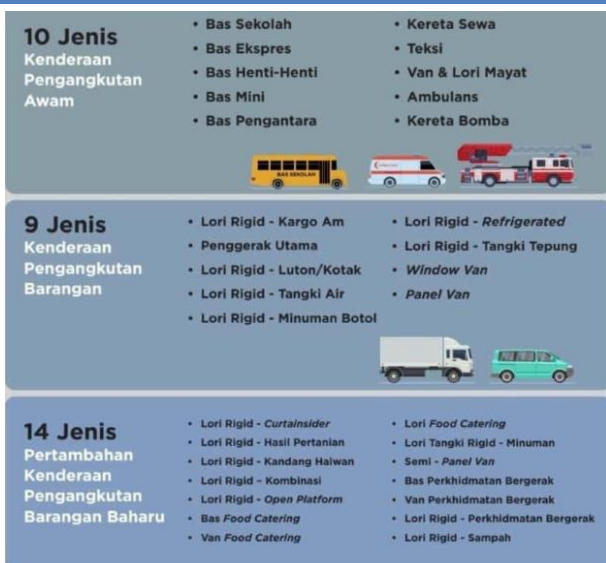 10 Jenis
Kenderaan
Pengangkutan
Awam
• Bas Sekolah
• Bas Ekspres
• Bas Henti-Henti
• Bas Mini
• Bas Pengantara
• Kereta Sewa
• Teksi
• Van & Lori Mayat
• Ambulans
• Kereta Bomba
BAS SEKOLAH
9 Jenis
Kenderaan
Pengangkutan
Barangan
• Lori Rigid - Kargo Am
• Penggerak Utama
• Lori Rigid - Luton/Kotak
• Lori Rigid - Tangki Air
• Lori Rigid - Minuman Botol
• Lori Rigid - Refrigerated
• Lori Rigid - Tangki Tepung
• Window Van
• Panel Van
14 Jenis
Pertambahan
Kenderaan
Pengangkutan
Barangan Baharu
• Lori Rigid - Curtainsider
• Lori Rigid - Hasil Pertanian
• Lori Rigid - Kandang Haiwan
• Lori Rigid – Kombinasi
• Lori Rigid - Open Platform
• Bas Food Catering
• Van Food Catering
• Lori Food Catering
• Lori Tangki Rigid - Minuman
• Semi - Panel Van
• Bas Perkhidmatan Bergerak
• Van Perkhidmatan Bergerak
• Lori Rigid - Perkhidmatan Bergerak
• Lori Rigid - Sampah